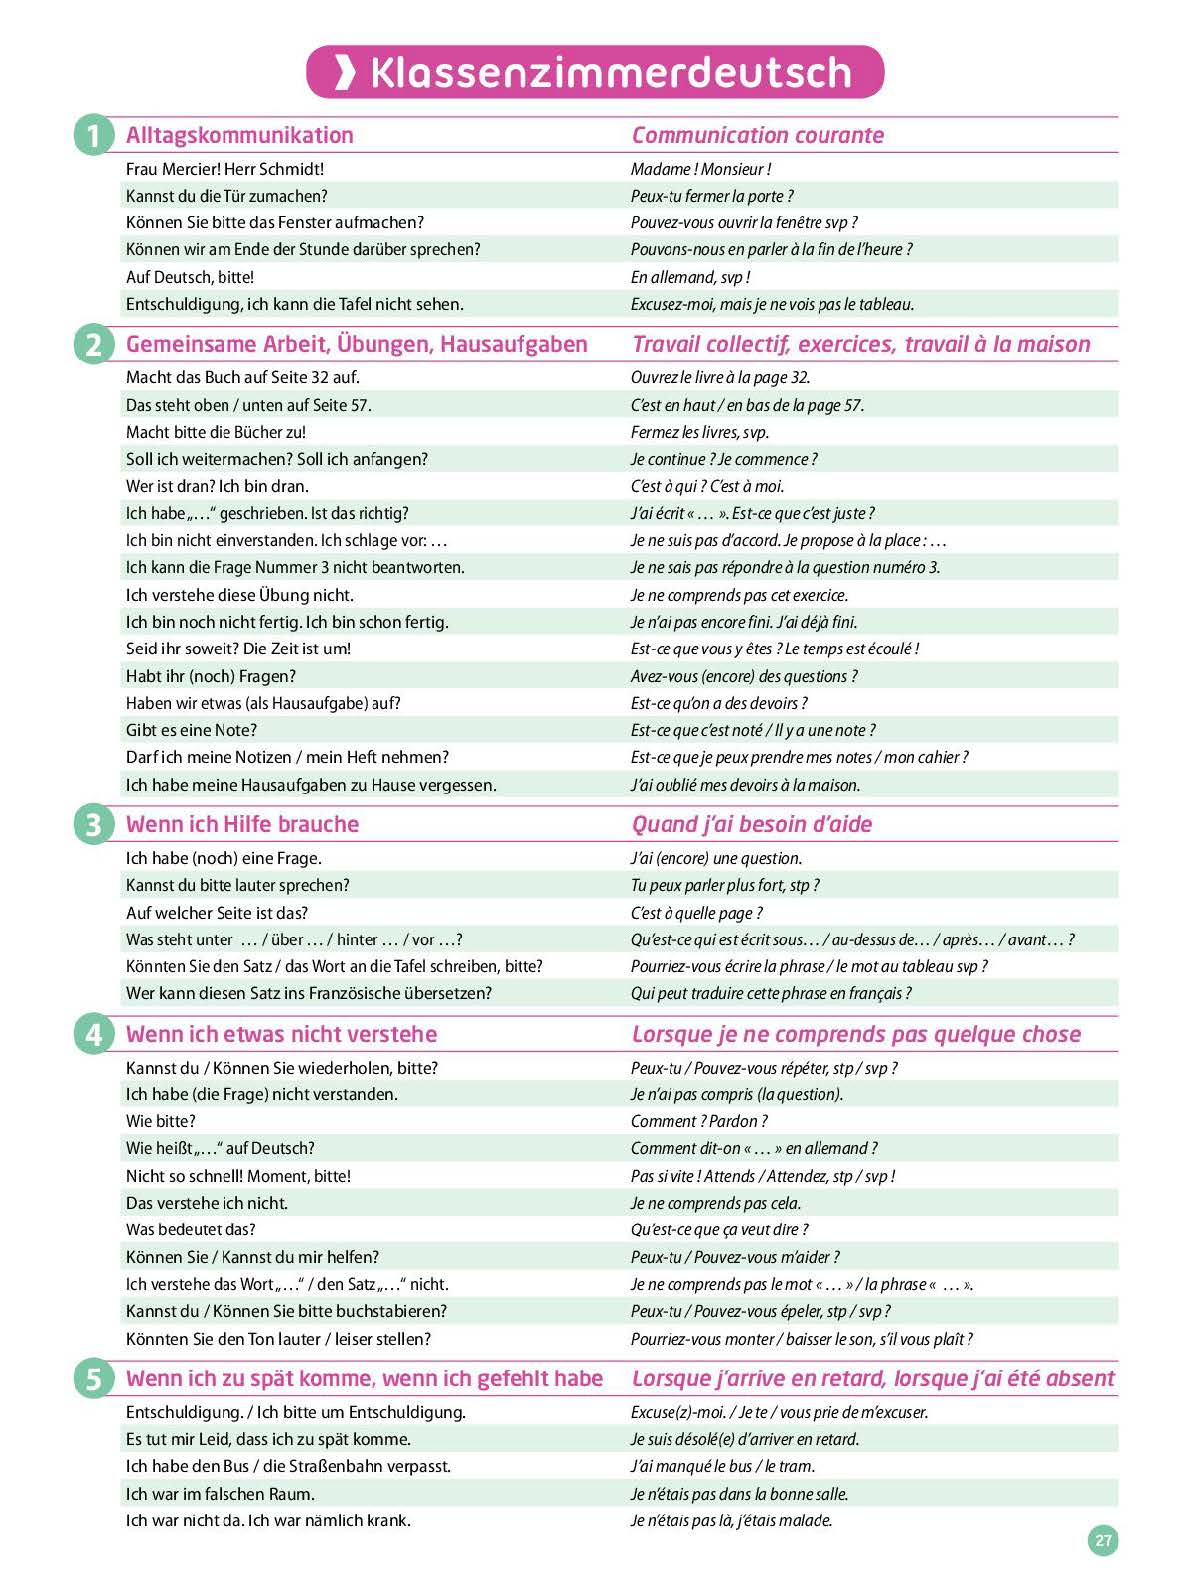 Klassenzimmerdeutsch
1 Alltagskommunikation Communication courante
Frau Mercier! Herr Schmidt! Madame ! Monsieur !
Kannst du die Tür zumachen? Peux-tu fermer la porte ?
Können Sie bitte das Fenster aufmachen? Pouvez-vous ouvrir la fenêtre svp ?
Können wir am Ende der Stunde darüber sprechen? Pouvons-nous en parler à la fin de l'heure ?
Auf Deutsch, bitte! En allemand, svp !
Entschuldigung, ich kann die Tafel nicht sehen. Excusez-moi, mais je ne vois pas le tableau.
2 Gemeinsame Arbeit, Übungen, Hausaufgaben Travail collectif, exercices, travail à la maison
Macht das Buch auf Seite 32 auf. Ouvrez le livre à la page 32.
Das steht oben / unten auf Seite 57. C'est en haut / en bas de la page 57.
Macht bitte die Bücher zu! Fermez les livres, svp.
Soll ich weitermachen? Soll ich anfangen? Je continue ? Je commence ?
Wer ist dran? Ich bin dran. C'est à qui ? C'est à moi.
Ich habe „…“ geschrieben. Ist das richtig? J'ai écrit « … ». Est-ce que c'est juste ?
Ich bin nicht einverstanden. Ich schlage vor: … Je ne suis pas d'accord. Je propose à la place : …
Ich kann die Frage Nummer 3 nicht beantworten. Je ne sais pas répondre à la question numéro 3.
Ich verstehe diese Übung nicht. Je ne comprends pas cet exercice.
Ich bin noch nicht fertig. Ich bin schon fertig. Je n'ai pas encore fini. J'ai déjà fini.
Seid ihr soweit? Die Zeit ist um! Est-ce que vous y êtes ? Le temps est écoulé !
Habt ihr (noch) Fragen? Avez-vous (encore) des questions ?
Haben wir etwas (als Hausaufgabe) auf? Est-ce qu'on a des devoirs ?
Gibt es eine Note? Est-ce que c'est noté / Il y a une note ?
Darf ich meine Notizen / mein Heft nehmen? Est-ce que je peux prendre mes notes / mon cahier ?
Ich habe meine Hausaufgaben zu Hause vergessen. J'ai oublié mes devoirs à la maison.
3 Wenn ich Hilfe brauche Quand j'ai besoin d'aide
Ich habe (noch) eine Frage. J'ai (encore) une question.
Kannst du bitte lauter sprechen? Tu peux parler plus fort, stp ?
Auf welcher Seite ist das? C'est à quelle page ?
Was steht unter … / über … / hinter … / vor …? Qu'est-ce qui est écrit sous… / au-dessus de… / après… / avant… ?
Könnten Sie den Satz / das Wort an die Tafel schreiben, bitte? Pourriez-vous écrire la phrase / le mot au tableau svp ?
Wer kann diesen Satz ins Französische übersetzen? Qui peut traduire cette phrase en français ?
4 Wenn ich etwas nicht verstehe Lorsque je ne comprends pas quelque chose
Kannst du / Können Sie wiederholen, bitte? Peux-tu / Pouvez-vous répéter, stp / svp ?
Ich habe (die Frage) nicht verstanden. Je n'ai pas compris (la question).
Wie bitte? Comment ? Pardon ?
Wie heißt „…“ auf Deutsch? Comment dit-on « … » en allemand ?
Nicht so schnell! Moment, bitte! Pas si vite ! Attends / Attendez, stp / svp !
Das verstehe ich nicht. Je ne comprends pas cela.
Was bedeutet das? Qu'est-ce que ça veut dire ?
Können Sie / Kannst du mir helfen? Peux-tu / Pouvez-vous m'aider ?
Ich verstehe das Wort „…“ / den Satz „…“ nicht. Je ne comprends pas le mot « … » / la phrase « … ».
Kannst du / Können Sie bitte buchstabieren? Peux-tu / Pouvez-vous épeler, stp / svp ?
Könnten Sie den Ton lauter / leiser stellen? Pourriez-vous monter / baisser le son, s'il vous plaît ?
5 Wenn ich zu spät komme, wenn ich gefehlt habe Lorsque j'arrive en retard, lorsque j'ai été absent
Entschuldigung. / Ich bitte um Entschuldigung. Excuse(z)-moi. / Je te / vous prie de m'excuser.
Es tut mir Leid, dass ich zu spät komme. Je suis désolé(e) d'arriver en retard.
Ich habe den Bus / die Straßenbahn verpasst. J'ai manqué le bus / le tram.
Ich war im falschen Raum. Je n'étais pas dans la bonne salle.
Ich war nicht da. Ich war nämlich krank. Je n'étais pas là, j'étais malade.
27